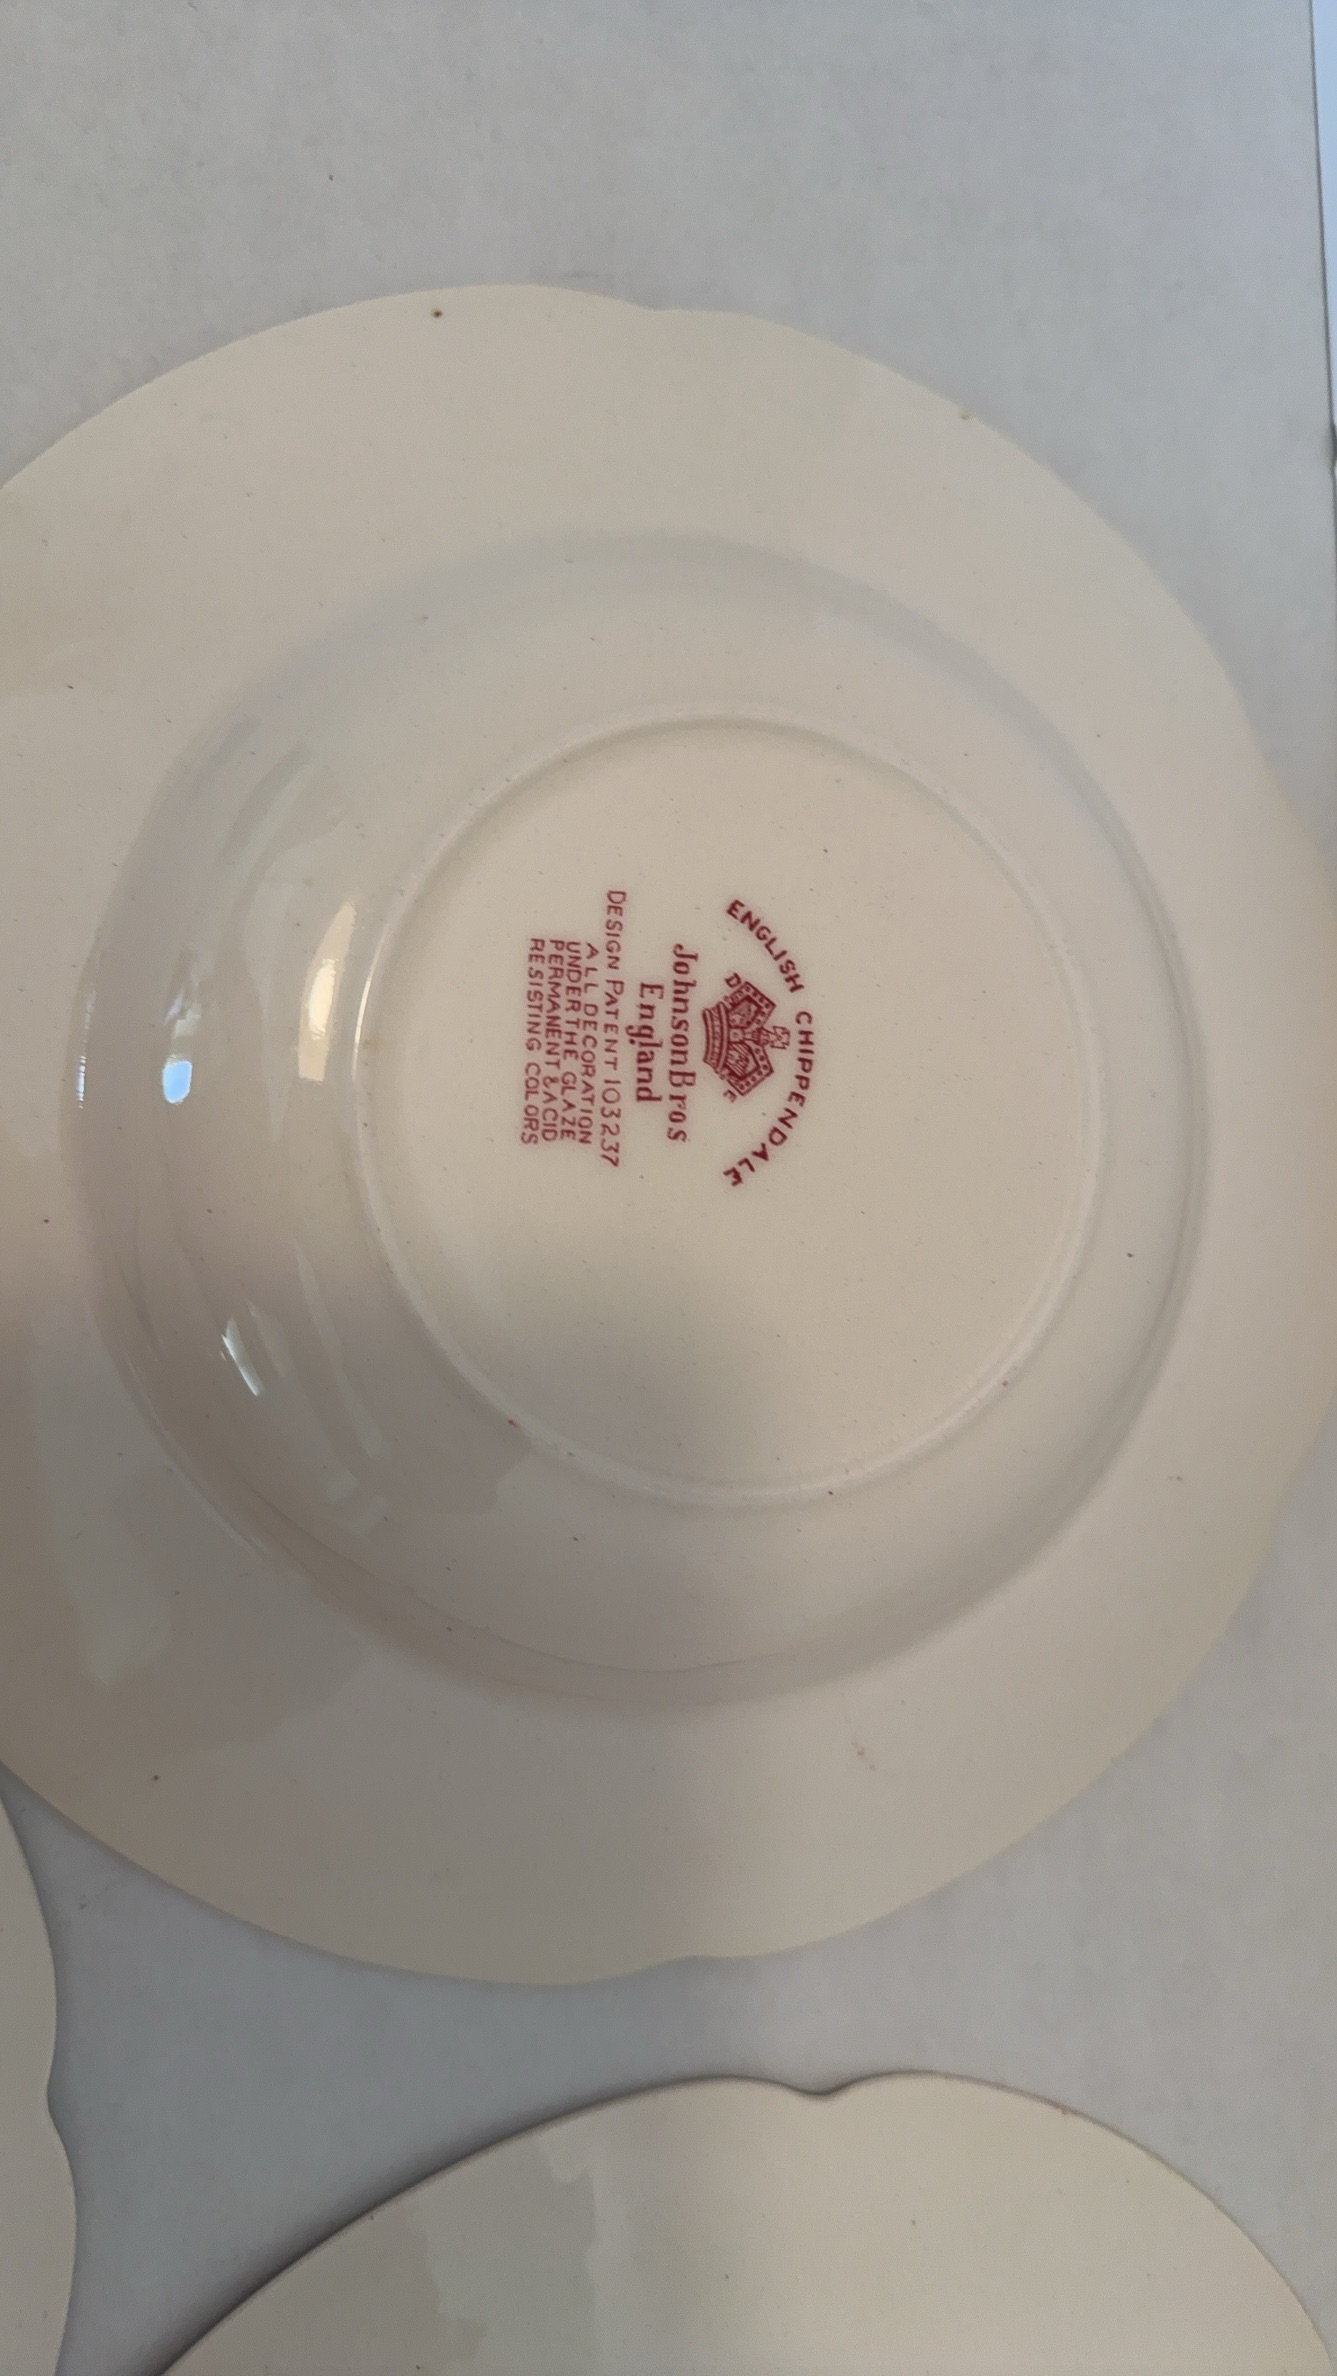 ENGLISH CHIPPENDALE
JohnsonBros
England
DESIGN PATENT 103237
ALL DECORATION
UNDER THE GLAZE
PERMANENT & ACID
RESISTING COLORS